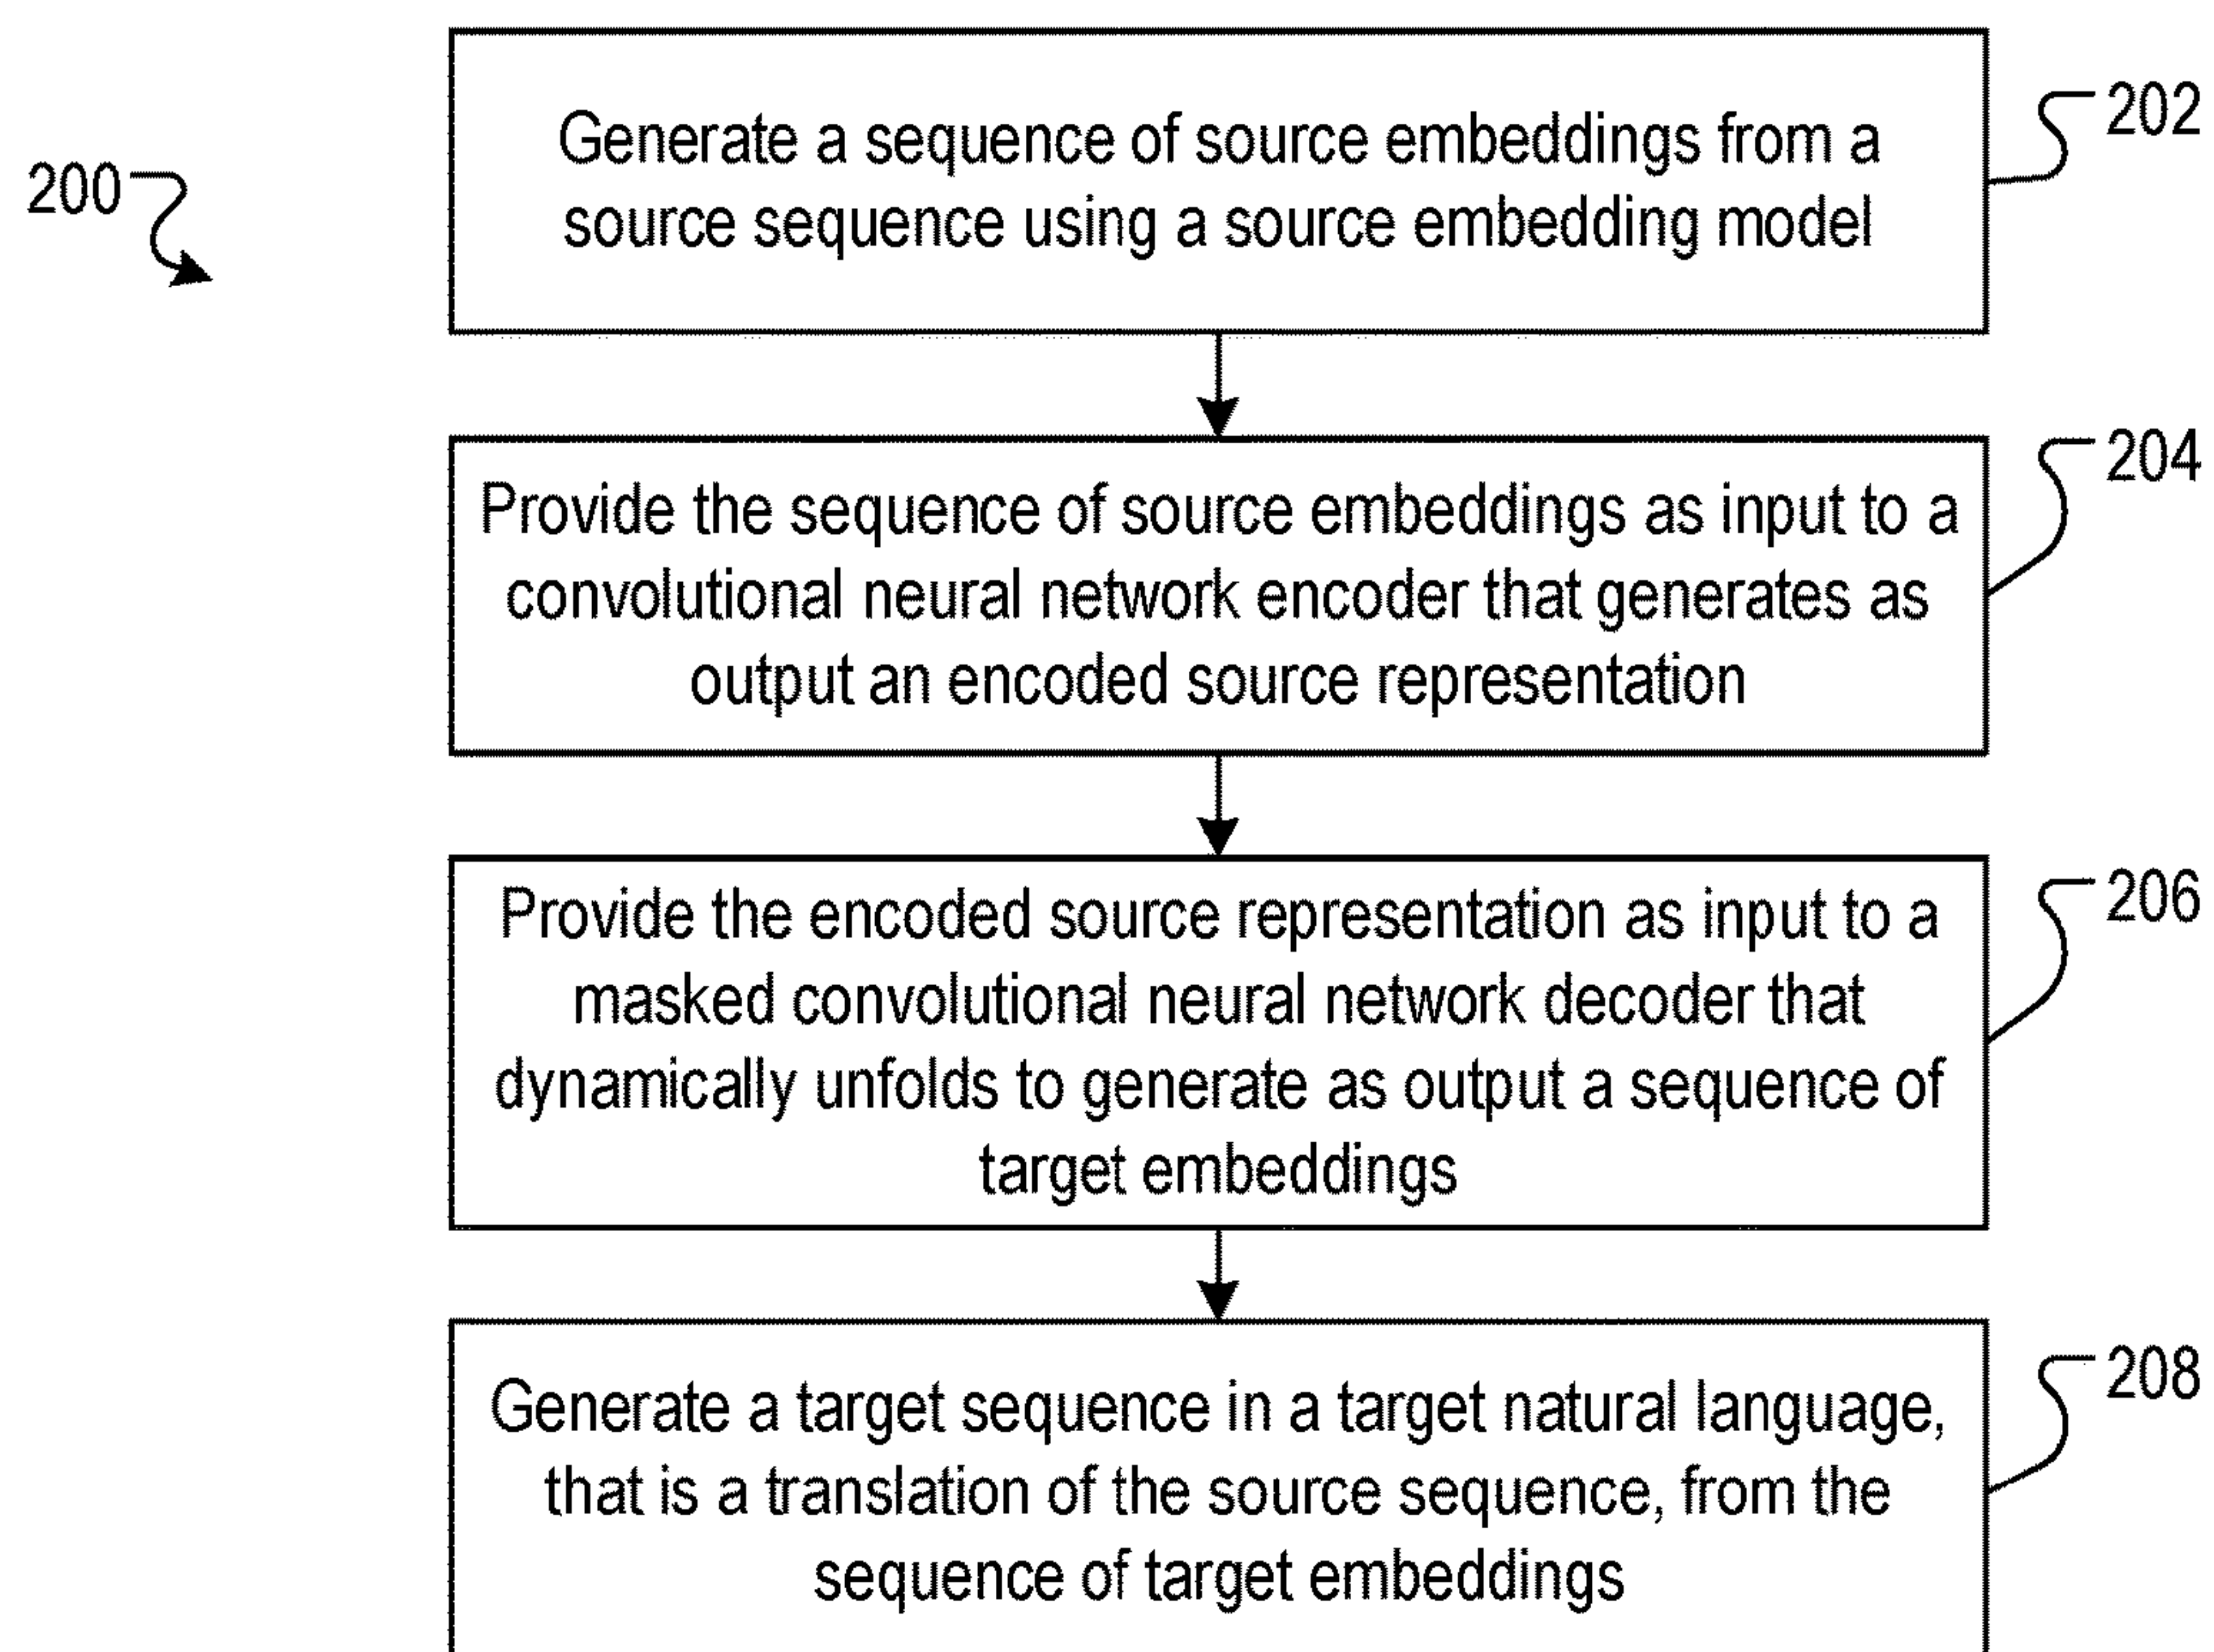 200
Generate a sequence of source embeddings from a
source sequence using a source embedding model
202
Provide the sequence of source embeddings as input to a
convolutional neural network encoder that generates as
output an encoded source representation
204
Provide the encoded source representation as input to a
masked convolutional neural network decoder that
dynamically unfolds to generate as output a sequence of
target embeddings
206
Generate a target sequence in a target natural language,
that is a translation of the source sequence, from the
sequence of target embeddings
208